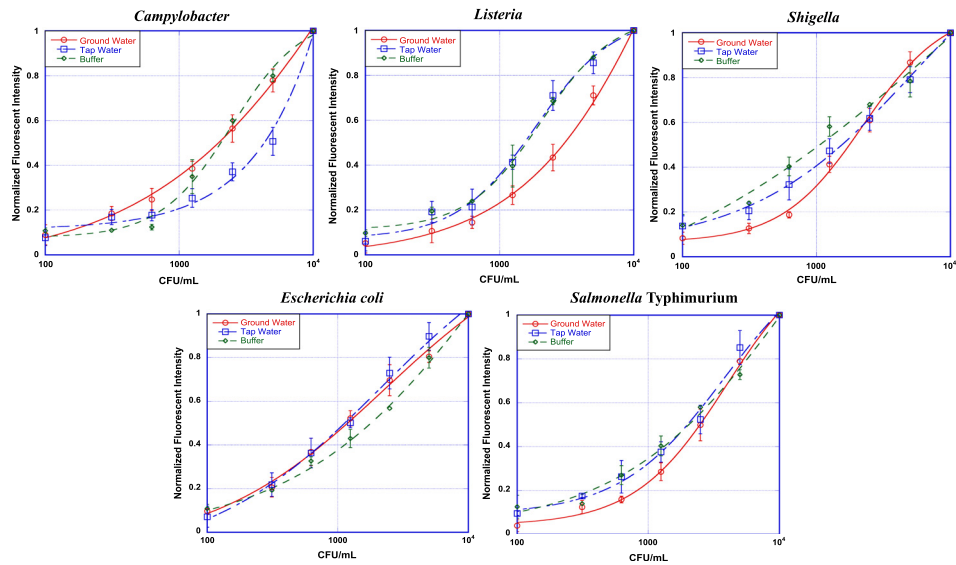 Campylobacter
Normalized Fluorescent Intensity
1
0.8
0.6
0.4
0.2
0
Ground Water
Tap Water
Buffer
100
1000
10⁴
CFU/mL
Listeria
Normalized Fluorescent Intensity
1
0.8
0.6
0.4
0.2
0
Ground Water
Tap Water
Buffer
100
1000
10⁴
CFU/mL
Shigella
Normalized Fluorescent Intensity
1
0.8
0.6
0.4
0.2
0
Ground Water
Tap Water
Buffer
100
1000
10⁴
CFU/mL
Escherichia coli
Normalized Fluorescent Intensity
1
0.8
0.6
0.4
0.2
0
Ground Water
Tap Water
Buffer
100
1000
10⁴
CFU/mL
Salmonella Typhimurium
Normalized Fluorescent Intensity
1
0.8
0.6
0.4
0.2
0
Ground Water
Tap Water
Buffer
100
1000
10⁴
CFU/mL